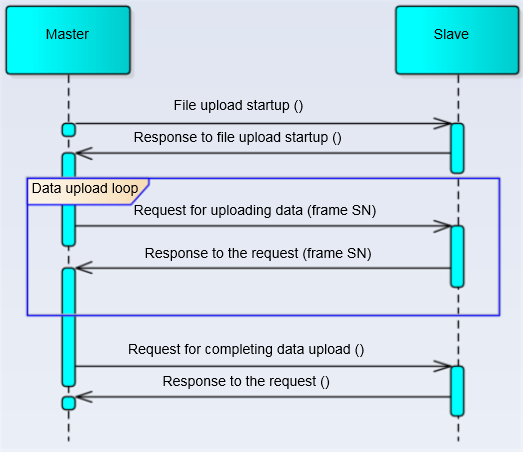 Master
Slave
File upload startup ()
Response to file upload startup ()
Data upload loop
Request for uploading data (frame SN)
Response to the request (frame SN)
Request for completing data upload ()
Response to the request ()